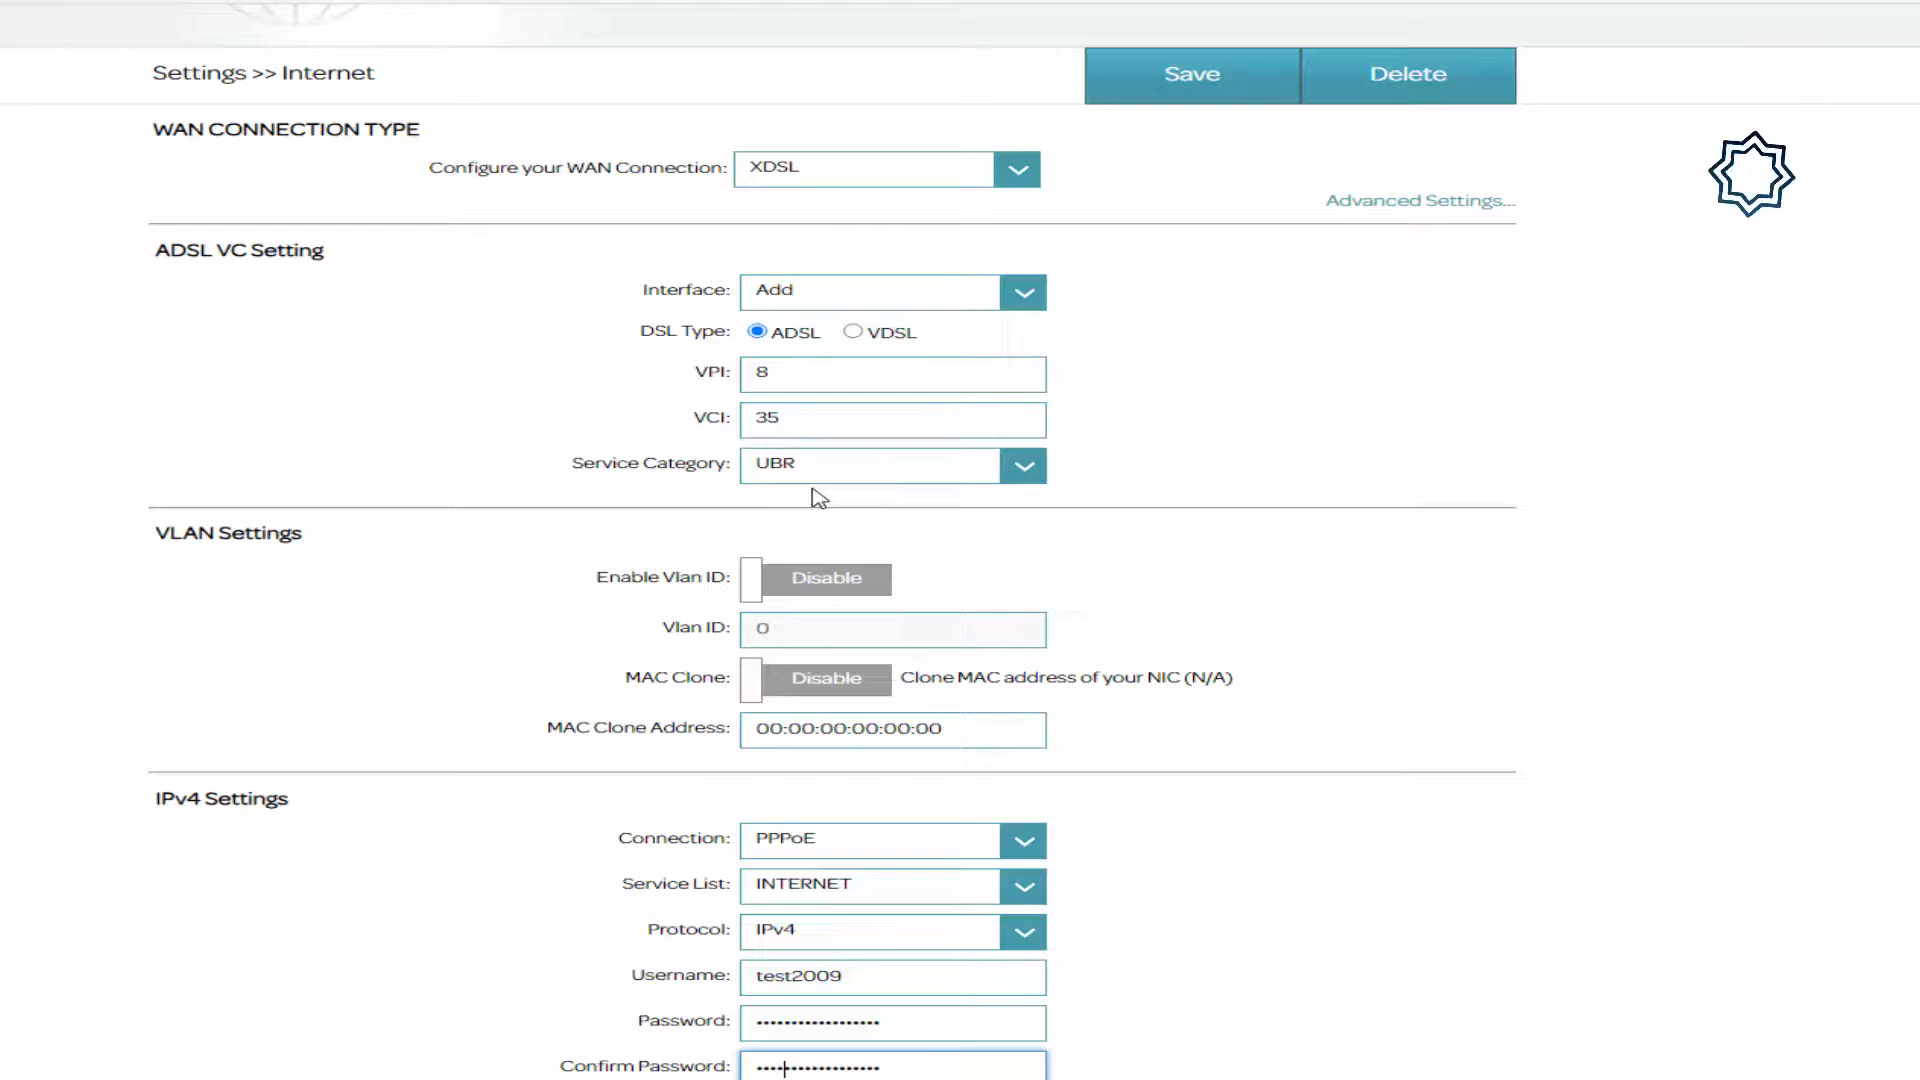 Settings >> Internet
Save
Delete
WAN CONNECTION TYPE
Configure your WAN Connection: XDSL
Advanced Settings...
ADSL VC Setting
Interface: Add
DSL Type: ADSL VDSL
VPI: 8
VCI: 35
Service Category: UBR
VLAN Settings
Enable Vlan ID: Disable
Vlan ID: 0
MAC Clone: Disable Clone MAC address of your NIC (N/A)
MAC Clone Address: 00:00:00:00:00:00
IPv4 Settings
Connection: PPPoE
Service List: INTERNET
Protocol: IPv4
Username: test2009
Password: ••••••••••••••••••
Confirm Password: ••••••••••••••••••